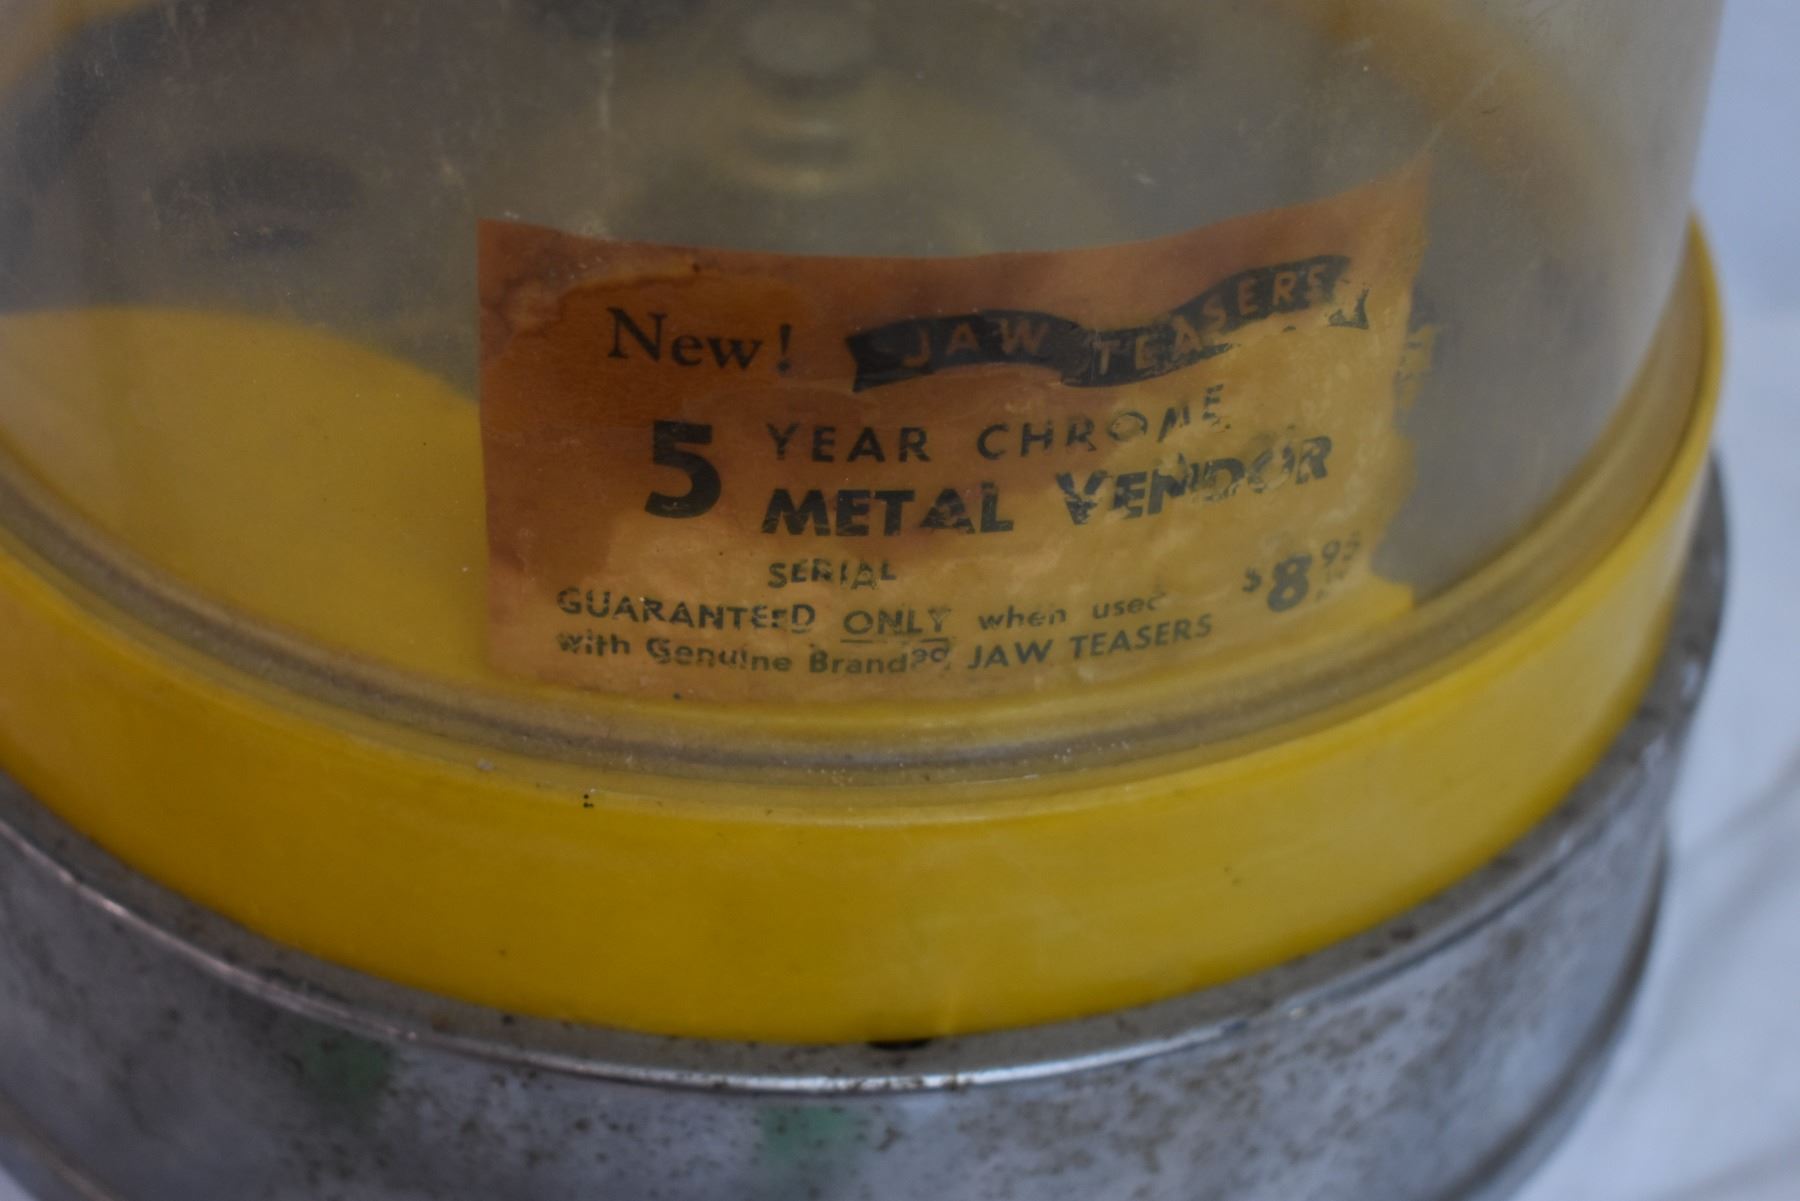 New! JAW TEASERS
5 YEAR CHROME
METAL VENDOR
SERIAL
GUARANTEED ONLY when used
with Genuine Branded JAW TEASERS
$8.95